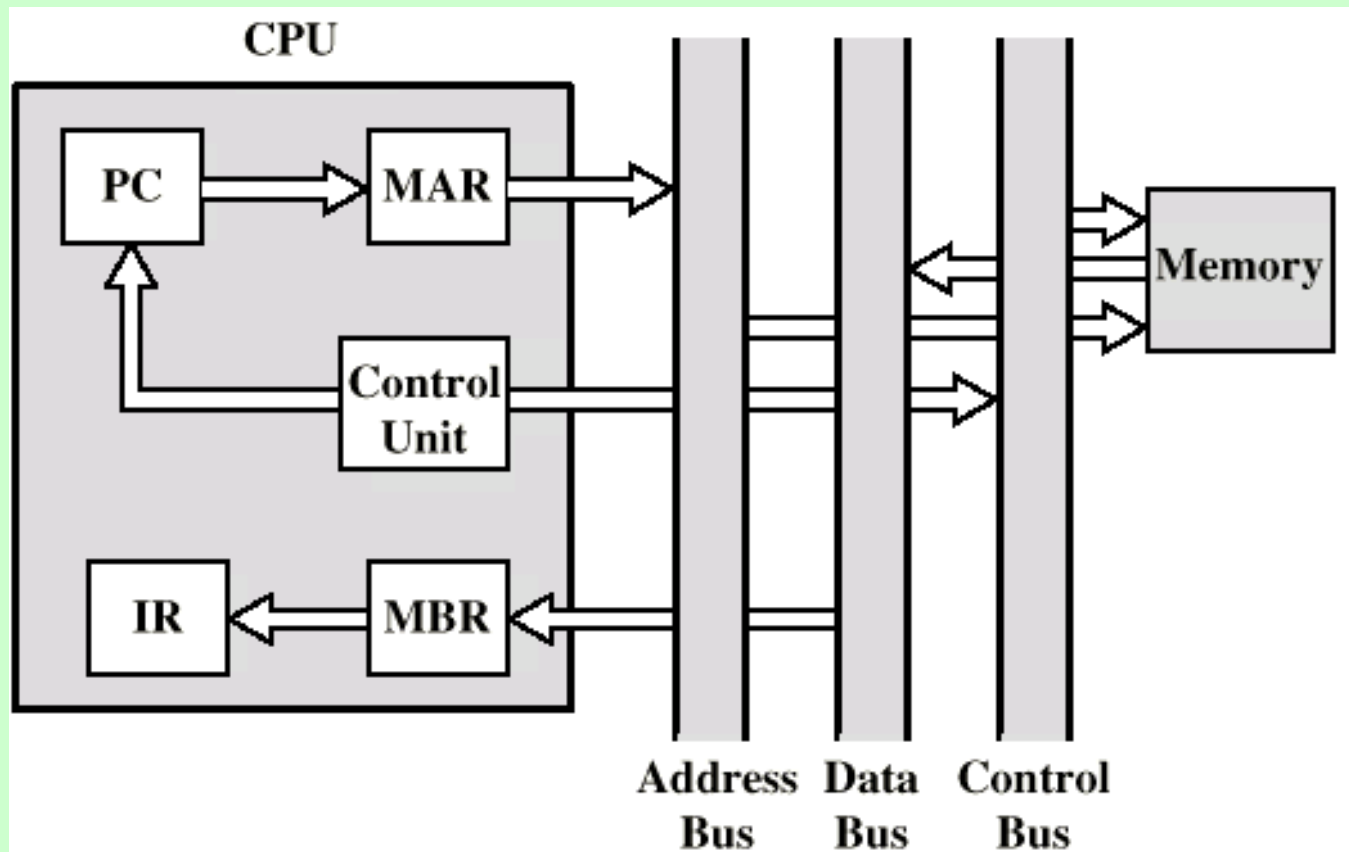 CPU
PC
MAR
Memory
Control
Unit
IR
MBR
Address
Bus
Data
Bus
Control
Bus